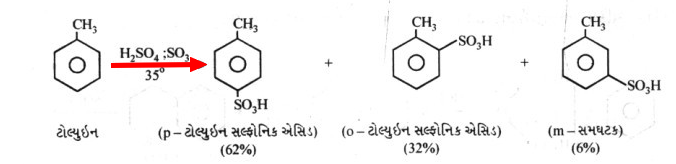 CH₃
H₂SO₄ ;SO₃
35°
CH₃
SO₃H
+
CH₃
SO₃H
+
CH₃
SO₃H
ટોલ્યુઇન
(p – ટોલ્યુઇન સલ્ફોનિક એસિડ)
(62%)
(o – ટોલ્યુઇન સલ્ફોનિક એસિડ)
(32%)
(m – સમઘટક)
(6%)